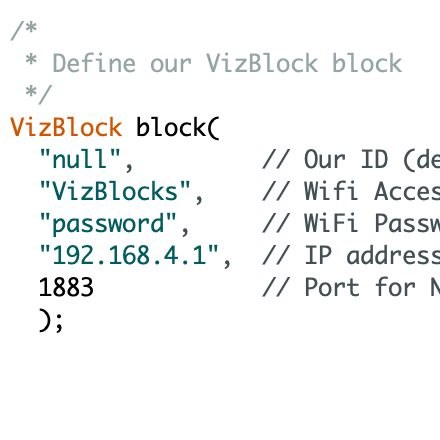 /*
 * Define our VizBlock block
 */
VizBlock block(
  "null",         // Our ID (de
  "VizBlocks",    // Wifi Acces
  "password",     // WiFi Passw
  "192.168.4.1",  // IP address
  1883            // Port for
  );